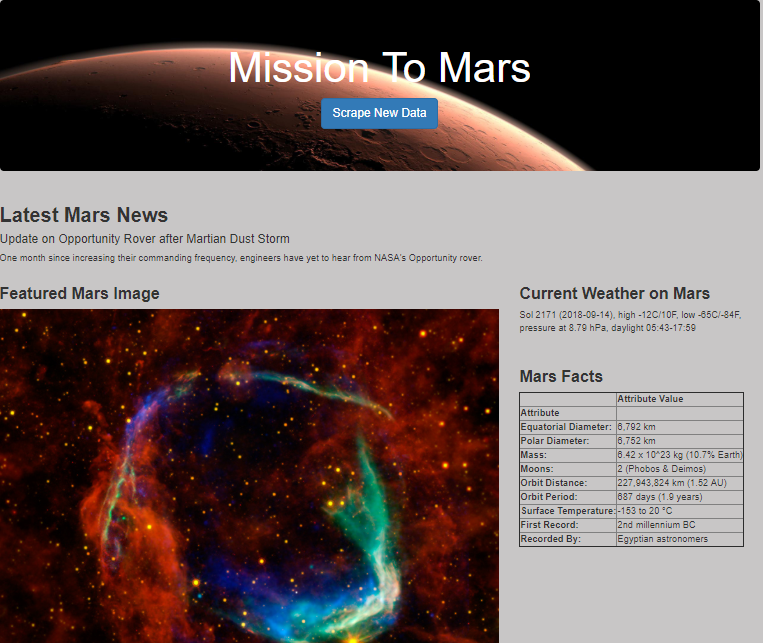 Mission To Mars
Scrape New Data
Latest Mars News
Update on Opportunity Rover after Martian Dust Storm
One month since increasing their commanding frequency, engineers have yet to hear from NASA's Opportunity rover.
Featured Mars Image
Current Weather on Mars
Sol 2171 (2018-09-14), high -12C/10F, low -65C/-84F,
pressure at 8.79 hPa, daylight 05:43-17:59
Mars Facts
Attribute Value
Attribute
Equatorial Diameter: 6,792 km
Polar Diameter: 6,752 km
Mass: 6.42 x 10^23 kg (10.7% Earth)
Moons: 2 (Phobos & Deimos)
Orbit Distance: 227,943,824 km (1.52 AU)
Orbit Period: 687 days (1.9 years)
Surface Temperature: -153 to 20 °C
First Record: 2nd millennium BC
Recorded By: Egyptian astronomers